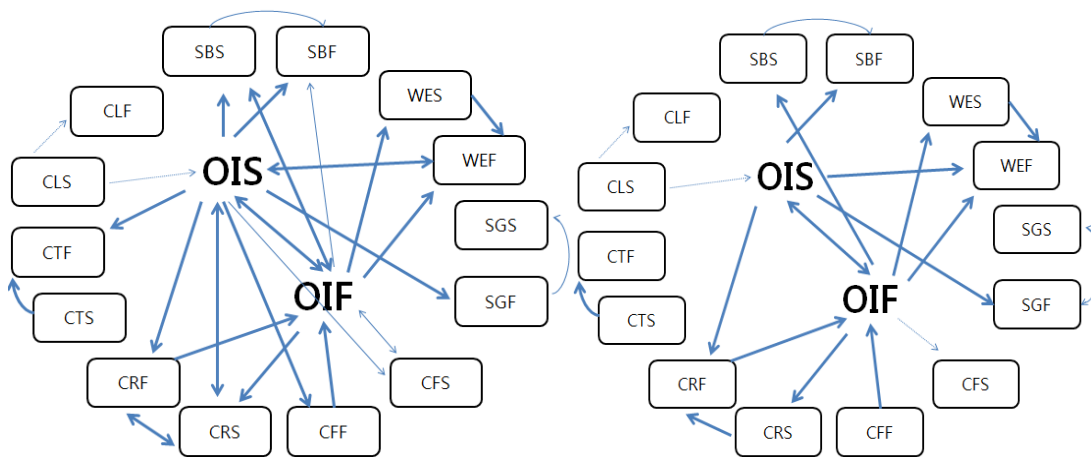 SBS
SBF
WES
CLF
WEF
OIS
CLS
SGS
CTF
SGF
OIF
CTS
CRF
CFS
CRS
CFF
SBS
SBF
WES
CLF
WEF
OIS
CLS
SGS
CTF
SGF
OIF
CTS
CRF
CFS
CRS
CFF